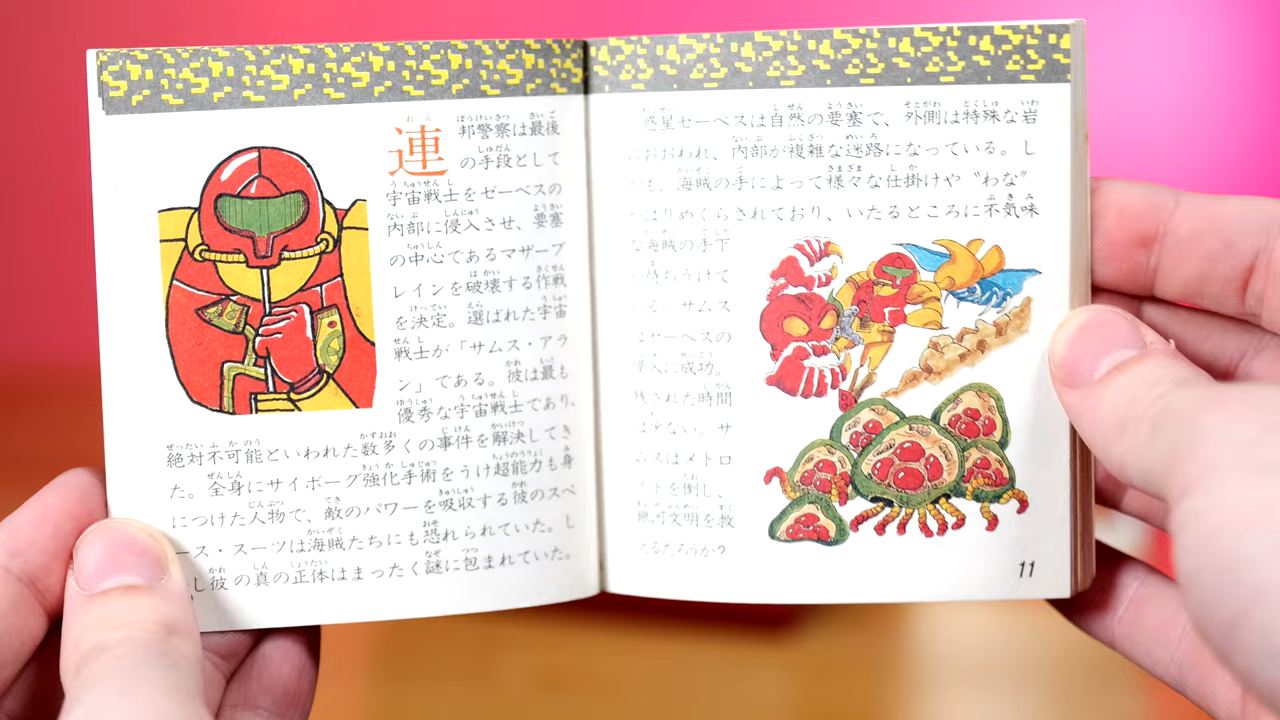 連邦警察は最後
の手段として
宇宙戦士をゼーベスの
内部に侵入させ、要塞
の中心であるマザーブ
レインを破壊する作戦
を決定。選ばれた宇宙
戦士が「サムス・アラ
ン」である。彼は最も
優秀な宇宙戦士であり、
絶対不可能といわれた数多くの事件を解決してき
た。全身にサイボーグ強化手術をうけ超能力も身
につけた人物で、敵のパワーを吸収する彼のスペ
ース・スーツは海賊たちにも恐れられていた。し
し彼の真の正体はまったく謎に包まれていた。
惑星ゼーベスは自然の要塞で、外側は特殊な岩
におおわれ、内部が複雑な迷路になっている。し
かも、海賊の手によって様々な仕掛けや〝わな〟
がはりめぐらされており、いたるところに不気味
な海賊の手下
が待ちうけて
いる。サムス
はゼーベスの
侵入に成功。
残された時間
は少ない。サ
ムスはメトロ
イドを倒し、
銀河文明を救
えるだろうか?
11